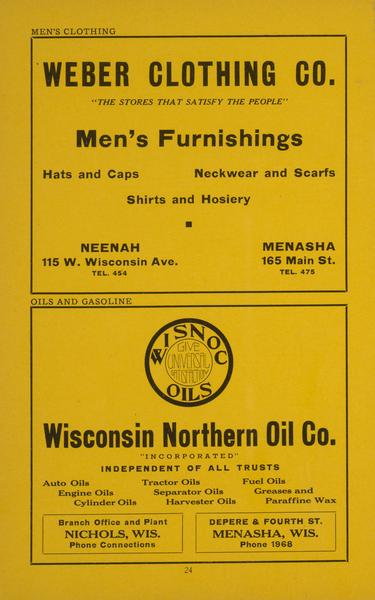 MEN'S CLOTHING
WEBER CLOTHING CO.
"THE STORES THAT SATISFY THE PEOPLE"
Men's Furnishings
Hats and Caps Neckwear and Scarfs
Shirts and Hosiery
NEENAH
115 W. Wisconsin Ave.
TEL. 454
MENASHA
165 Main St.
TEL. 475
OILS AND GASOLINE
WISNOC
GIVE
UNIVERSAL
SATISFACTION
OILS
Wisconsin Northern Oil Co.
"INCORPORATED"
INDEPENDENT OF ALL TRUSTS
Auto Oils Tractor Oils Fuel Oils
Engine Oils Separator Oils Greases and
Cylinder Oils Harvester Oils Paraffine Wax
Branch Office and Plant
NICHOLS, WIS.
Phone Connections
DEPERE & FOURTH ST.
MENASHA, WIS.
Phone 1968
24